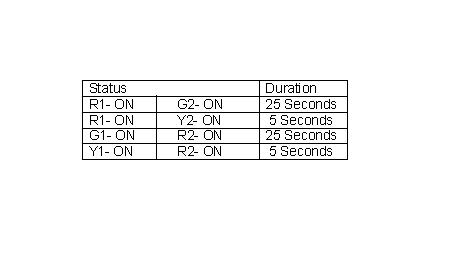 Status Duration
R1- ON G2- ON 25 Seconds
R1- ON Y2- ON 5 Seconds
G1- ON R2- ON 25 Seconds
Y1- ON R2- ON 5 Seconds